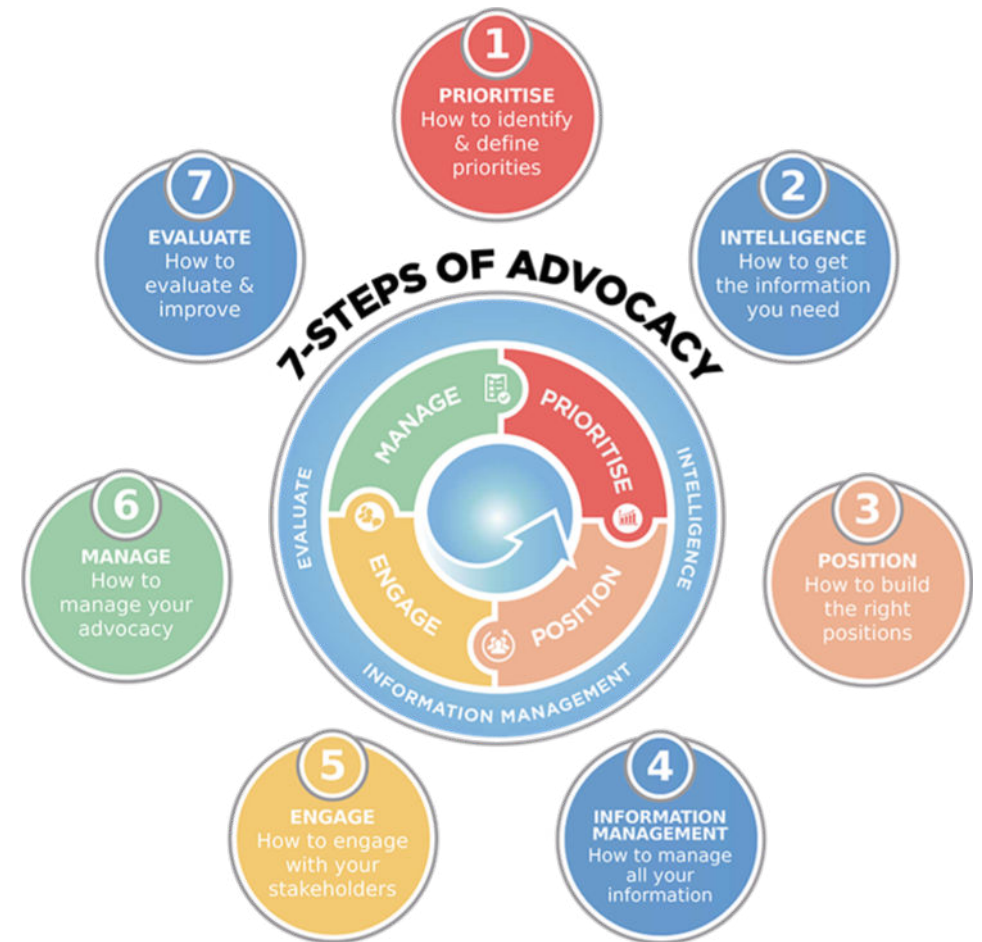 1
PRIORITISE
How to identify
& define
priorities
2
INTELLIGENCE
How to get
the information
you need
3
POSITION
How to build
the right
positions
4
INFORMATION
MANAGEMENT
How to manage
all your
information
5
ENGAGE
How to engage
with your
stakeholders
6
MANAGE
How to
manage your
advocacy
7
EVALUATE
How to
evaluate &
improve
7-STEPS OF ADVOCACY
MANAGE
PRIORITISE
POSITION
ENGAGE
EVALUATE
INTELLIGENCE
INFORMATION MANAGEMENT